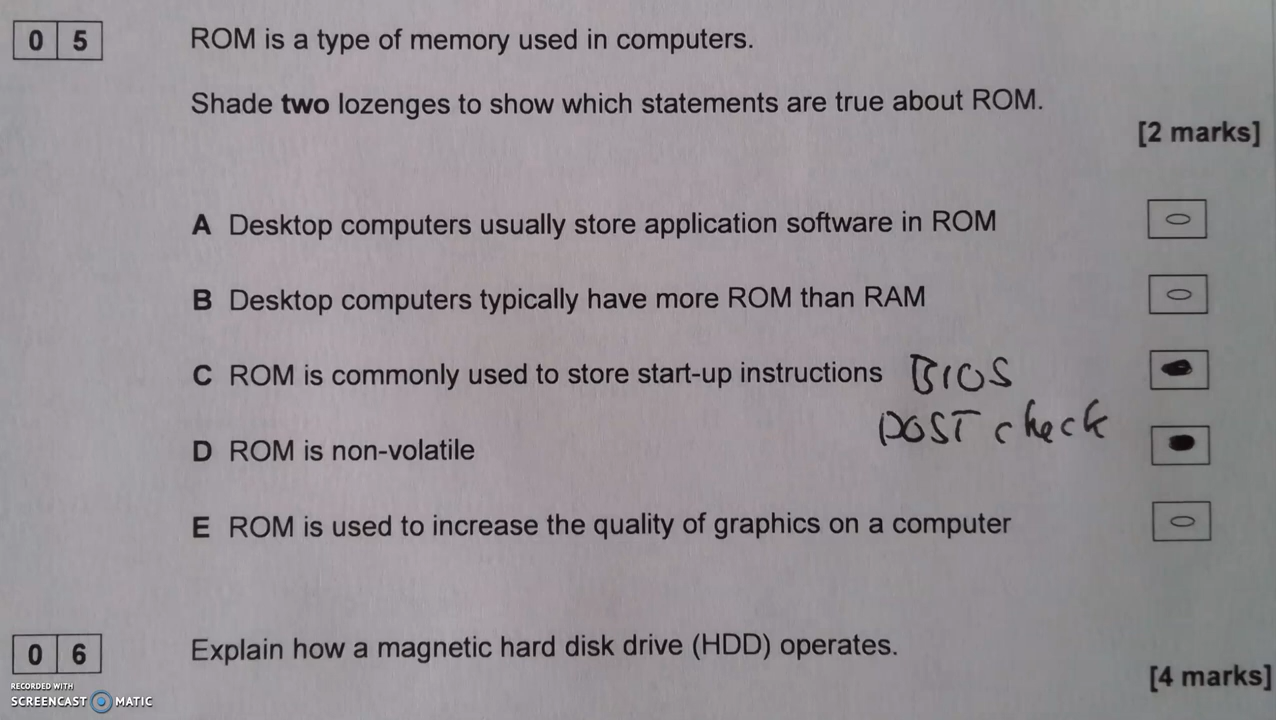 0 5 ROM is a type of memory used in computers.
Shade two lozenges to show which statements are true about ROM.
[2 marks]
A Desktop computers usually store application software in ROM
B Desktop computers typically have more ROM than RAM
C ROM is commonly used to store start-up instructions BIOS
POST check
D ROM is non-volatile
E ROM is used to increase the quality of graphics on a computer
0 6 Explain how a magnetic hard disk drive (HDD) operates.
[4 marks]
RECORDED WITH
SCREENCAST MATIC